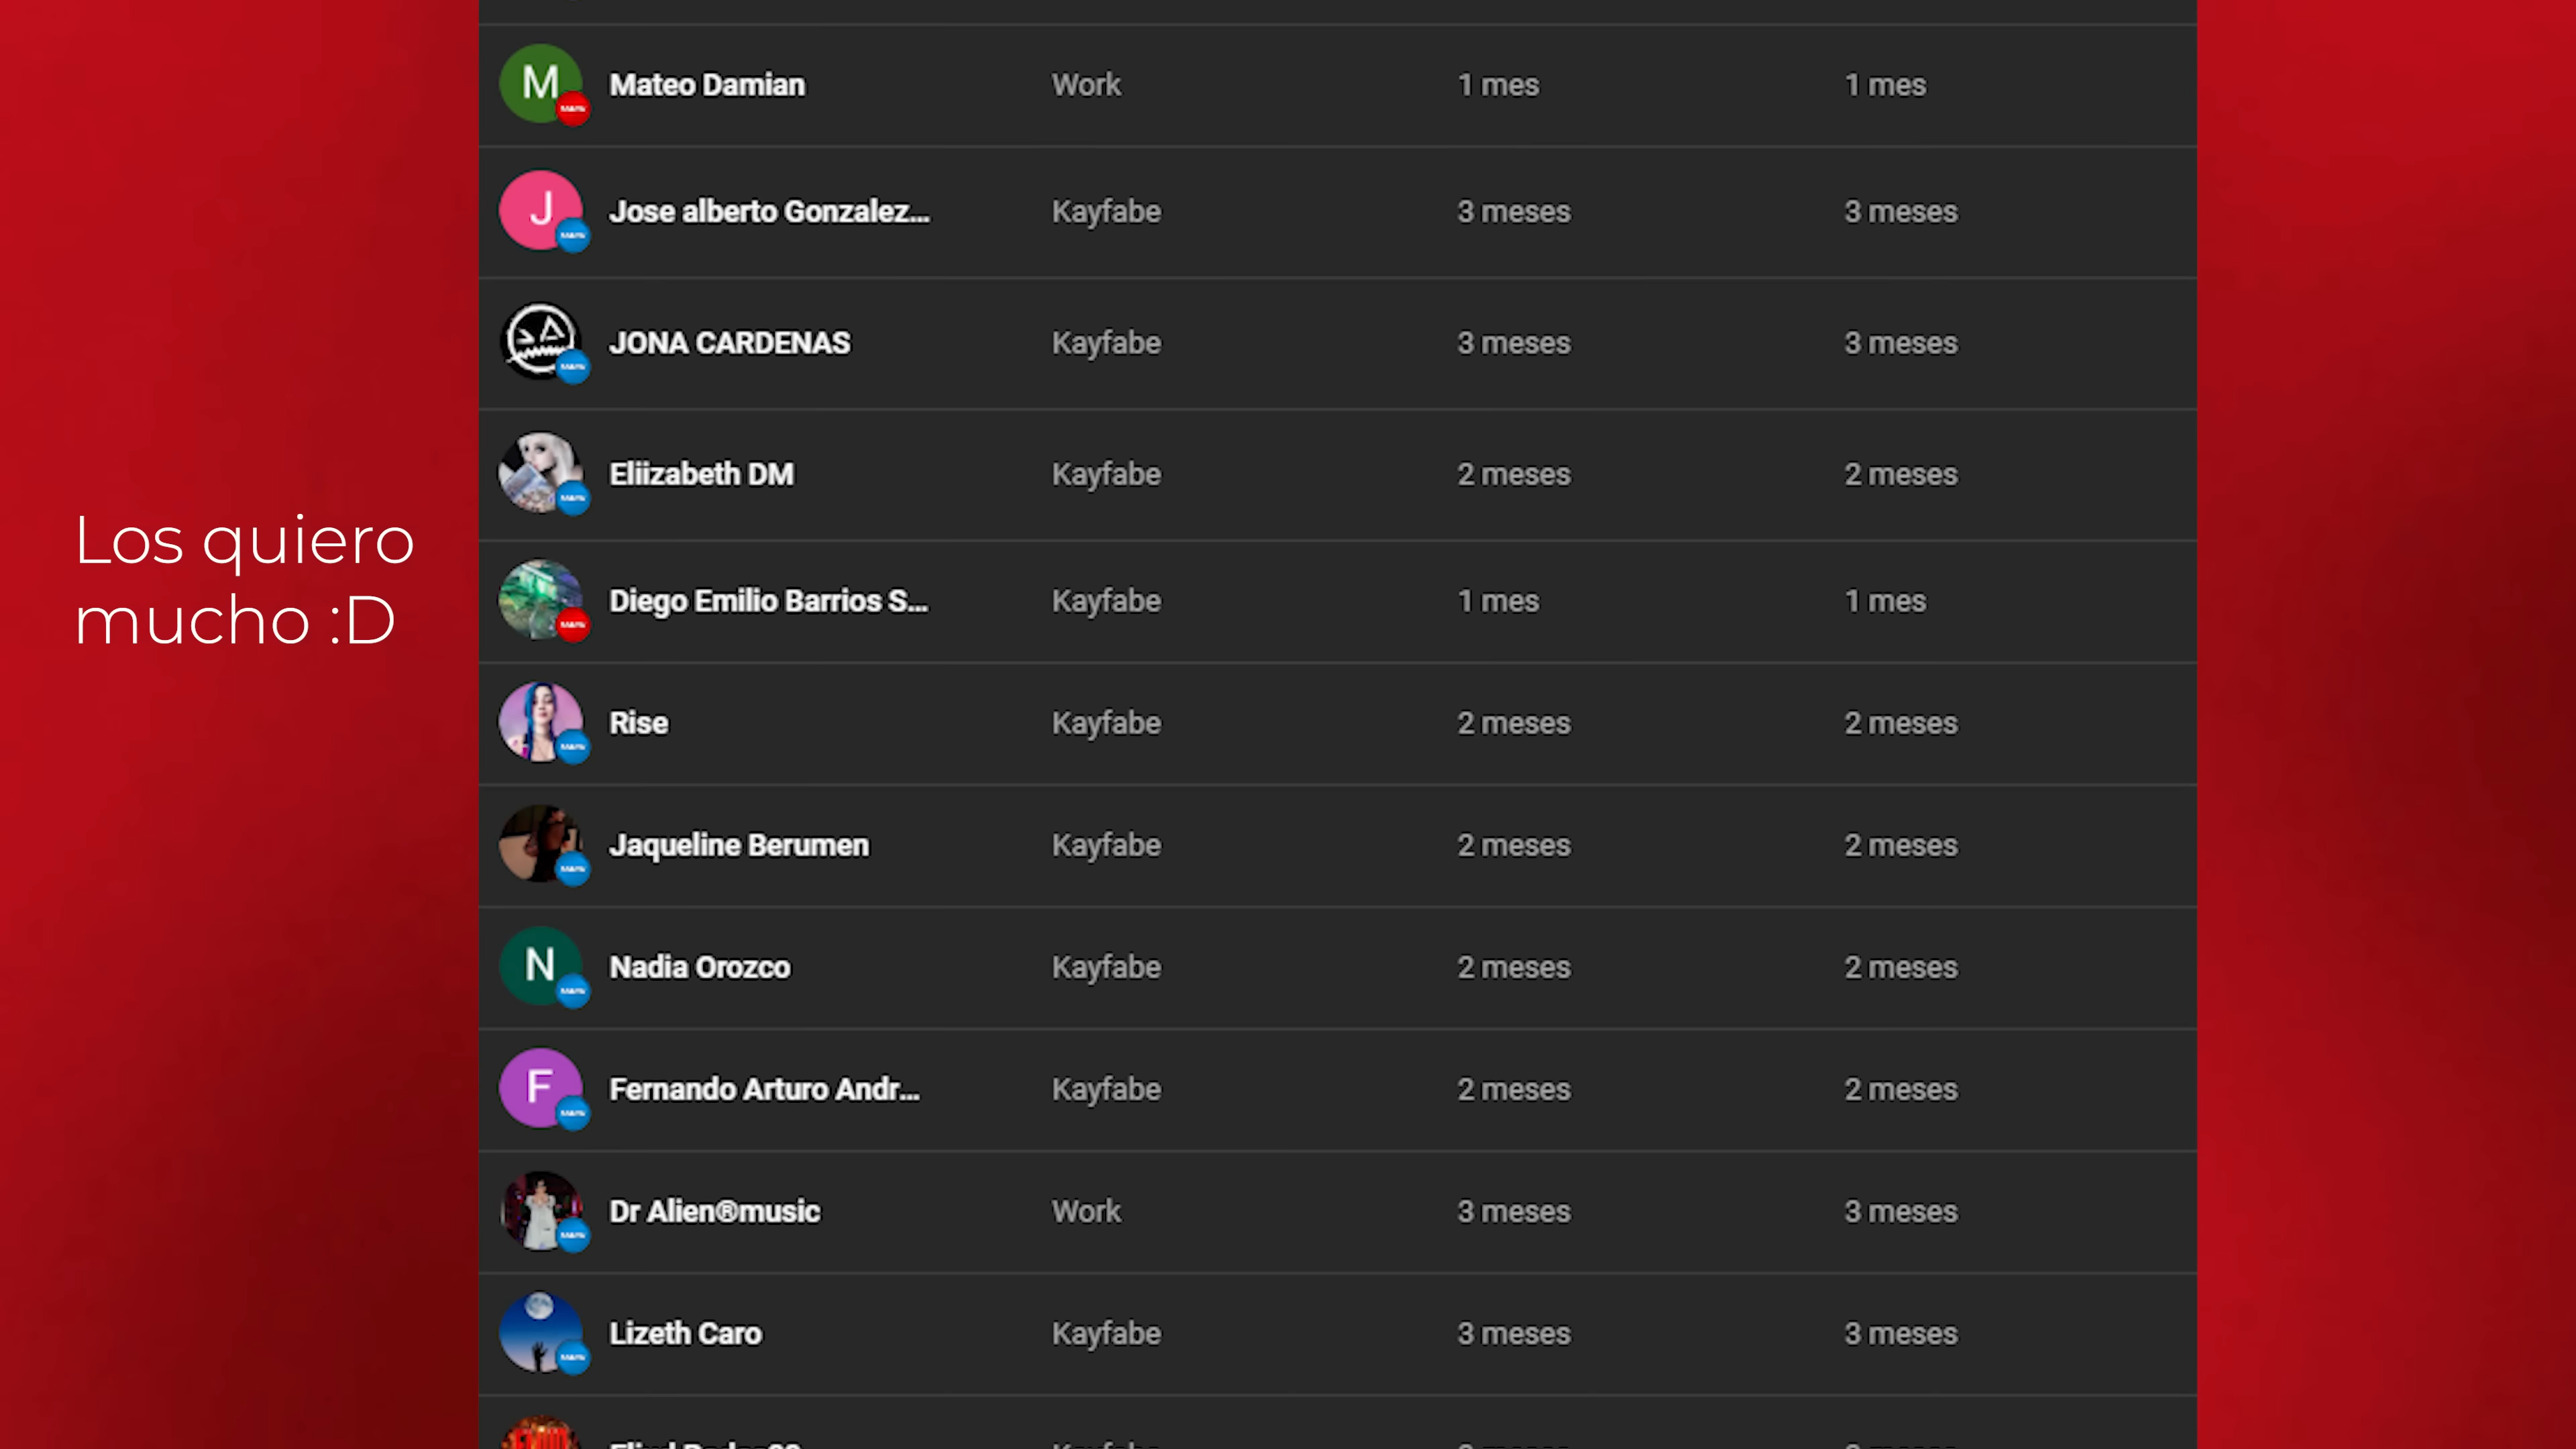 Los quiero
mucho :D
M
Mateo Damian Work 1 mes 1 mes
J
Jose alberto Gonzalez... Kayfabe 3 meses 3 meses
JONA CARDENAS Kayfabe 3 meses 3 meses
Eliizabeth DM Kayfabe 2 meses 2 meses
Diego Emilio Barrios S... Kayfabe 1 mes 1 mes
Rise Kayfabe 2 meses 2 meses
Jaqueline Berumen Kayfabe 2 meses 2 meses
N
Nadia Orozco Kayfabe 2 meses 2 meses
F
Fernando Arturo Andr... Kayfabe 2 meses 2 meses
Dr Alien®music Work 3 meses 3 meses
Lizeth Caro Kayfabe 3 meses 3 meses